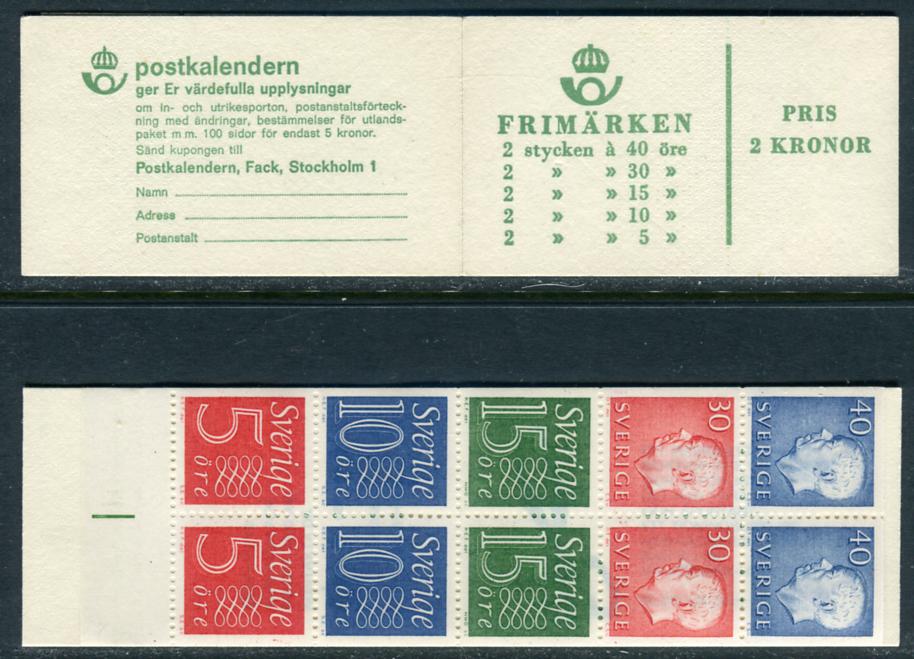 postkalendern
ger Er värdefulla upplysningar
om in- och utrikesporton, postanstaltsförteck-
ning med ändringar, bestämmelser för utlands-
paket m m. 100 sidor för endast 5 kronor.
Sänd kupongen till
Postkalendern, Fack, Stockholm 1
Namn
Adress
Postanstalt
FRIMÄRKEN
2 stycken à 40 öre
2 » » 30 »
2 » » 15 »
2 » » 10 »
2 » » 5 »
PRIS
2 KRONOR
Sverige
5 öre
Sverige
10 öre
Sverige
15 öre
30
SVERIGE
40
SVERIGE
Sverige
5 öre
Sverige
10 öre
Sverige
15 öre
30
SVERIGE
40
SVERIGE